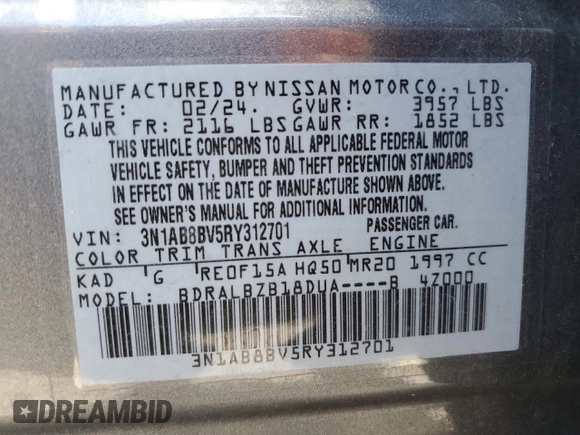 MANUFACTURED BY NISSAN MOTOR CO., LTD.
DATE: 02/24. GVWR: 3957 LBS
GAWR FR: 2116 LBS GAWR RR: 1852 LBS
THIS VEHICLE CONFORMS TO ALL APPLICABLE FEDERAL MOTOR
VEHICLE SAFETY, BUMPER AND THEFT PREVENTION STANDARDS
IN EFFECT ON THE DATE OF MANUFACTURE SHOWN ABOVE.
SEE OWNER'S MANUAL FOR ADDITIONAL INFORMATION.
VIN: 3N1AB8BV5RY312701 PASSENGER CAR.
COLOR TRIM TRANS AXLE ENGINE
KAD G RE0F15A HQ50 MR20 1997 CC
MODEL: BDRALBZB18DUA----B 4Z000
3N1AB8BV5RY312701
DREAMBID